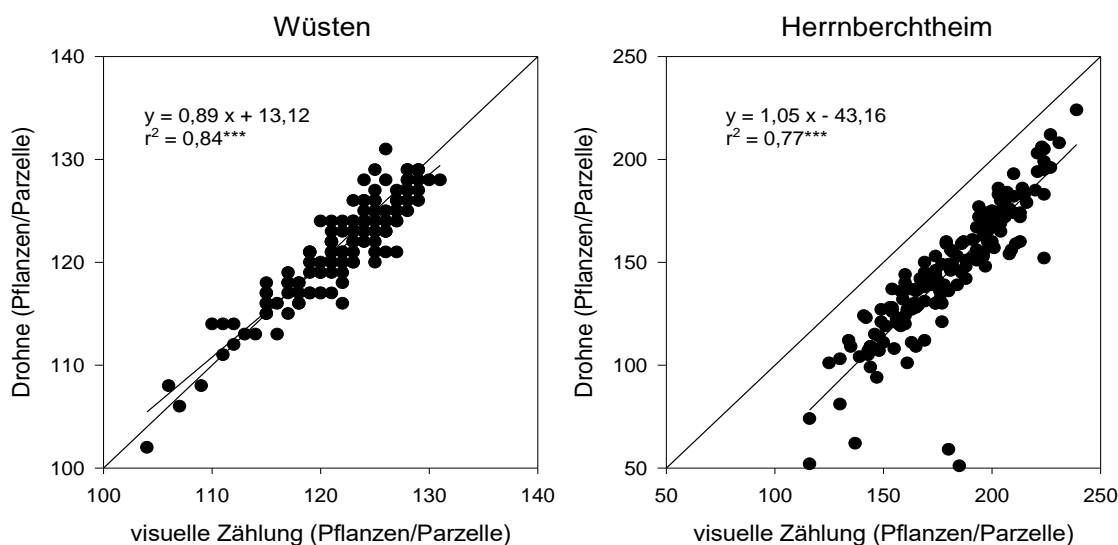 Wüsten
Herrnberchtheim
140
130
120
110
100
y = 0,89 x + 13,12
r² = 0,84***
Drohne (Pflanzen/Parzelle)
100
110
120
130
140
visuelle Zählung (Pflanzen/Parzelle)
250
200
150
100
50
y = 1,05 x - 43,16
r² = 0,77***
Drohne (Pflanzen/Parzelle)
50
100
150
200
250
visuelle Zählung (Pflanzen/Parzelle)